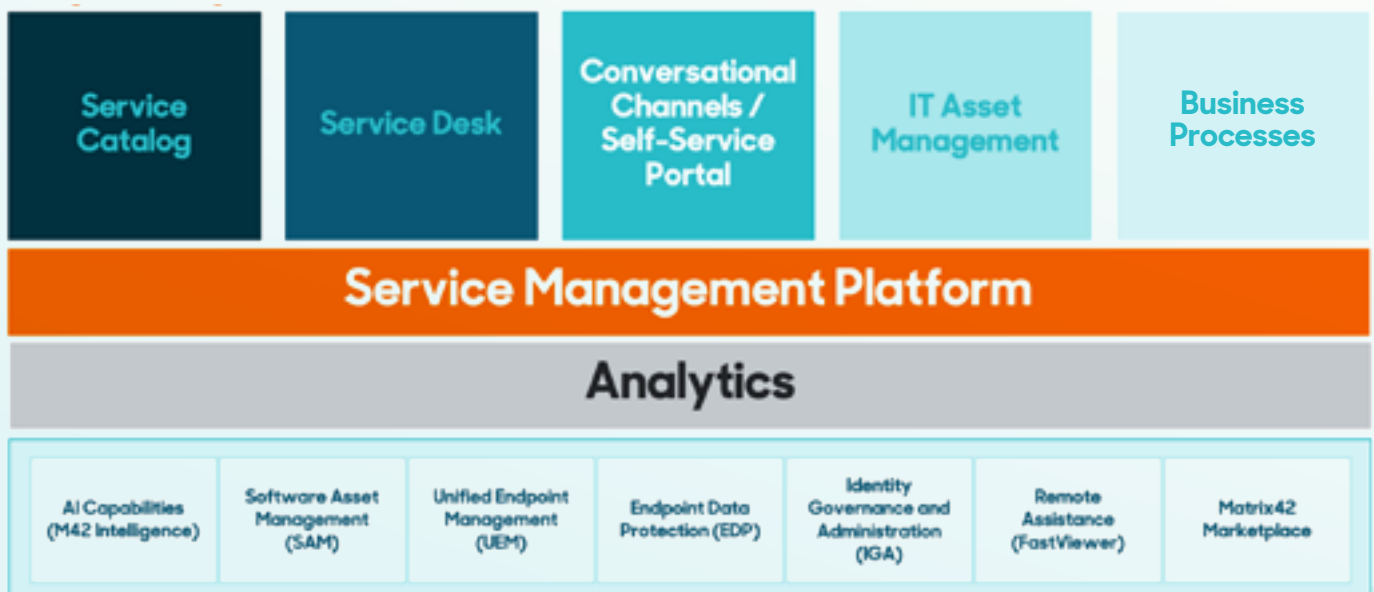 Service
Catalog
Service Desk
Conversational
Channels /
Self-Service
Portal
IT Asset
Management
Business
Processes
Service Management Platform
Analytics
AI Capabilities
(M42 Intelligence)
Software Asset
Management
(SAM)
Unified Endpoint
Management
(UEM)
Endpoint Data
Protection (EDP)
Identity
Governance and
Administration
(IGA)
Remote
Assistance
(FastViewer)
Matrix42
Marketplace